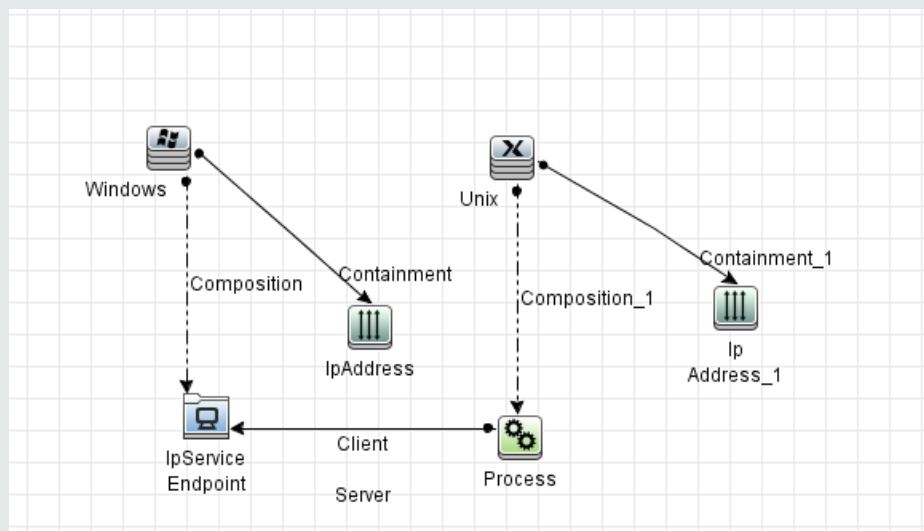 Windows
Unix
Containment
Containment_1
Composition
Composition_1
IpAddress
Ip
Address_1
Client
IpService
Endpoint
Process
Server